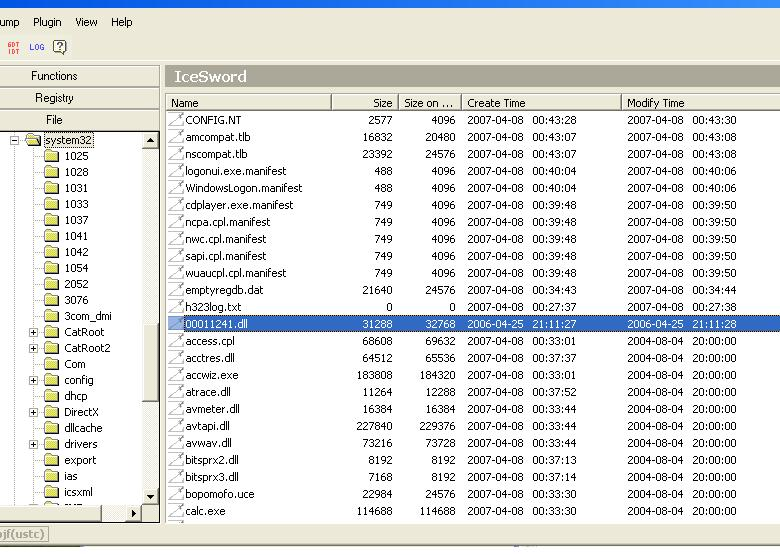 Plugin View Help
GDT IDT LOG ?
Functions
Registry
File
system32
1025
1028
1031
1033
1037
1041
1042
1054
2052
3076
3com_dmi
CatRoot
CatRoot2
Com
config
dhcp
DirectX
dllcache
drivers
export
ias
icsxml
IceSword
Name Size Size on ... Create Time Modify Time
CONFIG.NT 2577 4096 2007-04-08 00:43:28 2007-04-08 00:43:30
amcompat.tlb 16832 20480 2007-04-08 00:43:07 2007-04-08 00:43:07
nscompat.tlb 23392 24576 2007-04-08 00:43:07 2007-04-08 00:43:07
logonui.exe.manifest 488 4096 2007-04-08 00:40:04 2007-04-08 00:40:06
WindowsLogon.manifest 488 4096 2007-04-08 00:40:04 2007-04-08 00:40:06
cdplayer.exe.manifest 749 4096 2007-04-08 00:39:48 2007-04-08 00:39:50
ncpa.cpl.manifest 749 4096 2007-04-08 00:39:48 2007-04-08 00:39:50
nwc.cpl.manifest 749 4096 2007-04-08 00:39:48 2007-04-08 00:39:50
sapi.cpl.manifest 749 4096 2007-04-08 00:39:48 2007-04-08 00:39:50
wuaucpl.cpl.manifest 749 4096 2007-04-08 00:39:48 2007-04-08 00:39:50
emptyregdb.dat 21640 24576 2007-04-08 00:34:43 2007-04-08 00:34:44
h323log.txt 0 0 2007-04-08 00:27:37 2007-04-08 00:27:38
00011241.dll 31288 32768 2006-04-25 21:11:27 2006-04-25 21:11:28
access.cpl 68608 69632 2007-04-08 00:33:01 2004-08-04 20:00:00
acctres.dll 64512 65536 2007-04-08 00:37:37 2004-08-04 20:00:00
accwiz.exe 183808 184320 2007-04-08 00:33:01 2004-08-04 20:00:00
atrace.dll 11264 12288 2007-04-08 00:37:52 2004-08-04 20:00:00
avmeter.dll 16384 16384 2007-04-08 00:33:44 2004-08-04 20:00:00
avtapi.dll 227840 229376 2007-04-08 00:33:44 2004-08-04 20:00:00
avwav.dll 73216 73728 2007-04-08 00:33:44 2004-08-04 20:00:00
bitsprx2.dll 8192 8192 2007-04-08 00:37:13 2004-08-04 20:00:00
bitsprx3.dll 7168 8192 2007-04-08 00:37:14 2004-08-04 20:00:00
bopomofo.uce 22984 24576 2007-04-08 00:33:30 2004-08-04 20:00:00
calc.exe 114688 114688 2007-04-08 00:33:30 2004-08-04 20:00:00